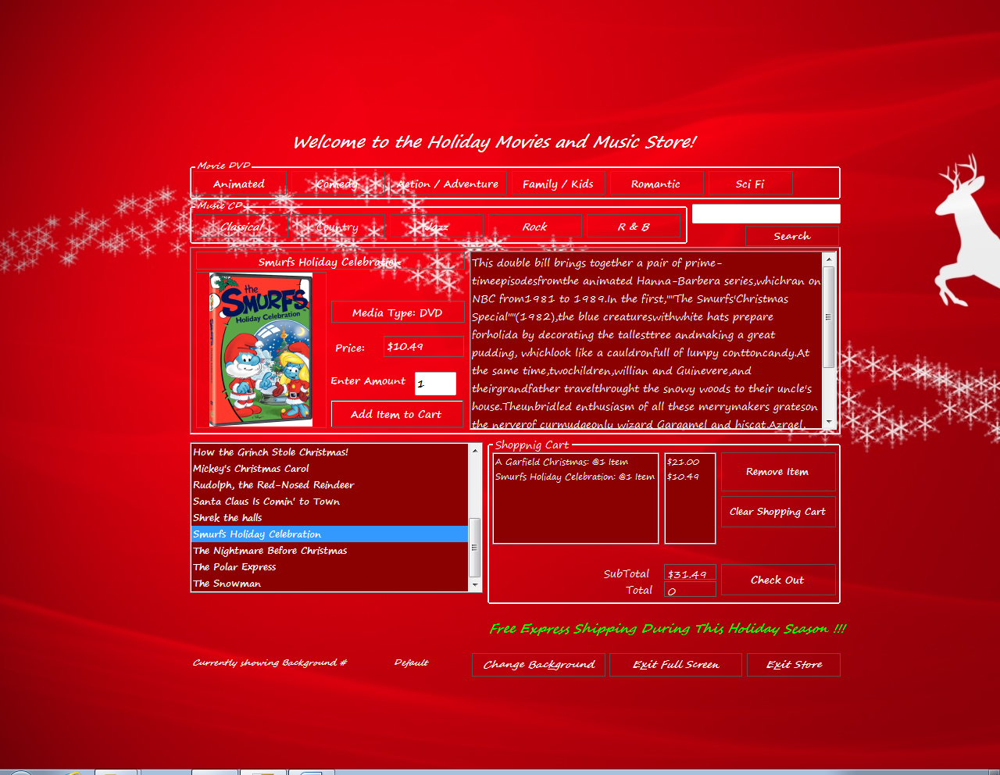 Welcome to the Holiday Movies and Music Store!
Movie DVD
Animated Comedy Action / Adventure Family / Kids Romantic Sci Fi
Music CD
Classical Country Jazz Rock R & B
Search
Smurfs Holiday Celebration
the
SMURFS
Holiday Celebration
Media Type: DVD
Price: $10.49
Enter Amount 1
Add Item to Cart
This double bill brings together a pair of prime-
timeepisodesfromthe animated Hanna-Barbera series,whichran on
NBC from1981 to 1989.In the first,""The Smurfs'Christmas
Special""(1982),the blue creatureswithwhite hats prepare
forholida by decorating the tallesttree andmaking a great
pudding, whichlook like a cauldronfull of lumpy conttoncandy.At
the same time,twochildren,willian and Guinevere,and
theirgrandfather travelthrought the snowy woods to their uncle's
house.Theunbridled enthusiasm of all these merrymakers grateson
the nerverof curmudgeonly wizard Gargamel and hiscat,Azrael.
How the Grinch Stole Christmas!
Mickey's Christmas Carol
Rudolph, the Red-Nosed Reindeer
Santa Claus Is Comin' to Town
Shrek the halls
Smurfs Holiday Celebration
The Nightmare Before Christmas
The Polar Express
The Snowman
Shoppnig Cart
A Garfield Christmas: @1 Item $21.00
Smurfs Holiday Celebration: @1 Item $10.49
Remove Item
Clear Shopping Cart
SubTotal $31.49
Total 0
Check Out
Free Express Shipping During This Holiday Season !!!
Currently showing Background # Default
Change Background Exit Full Screen Exit Store